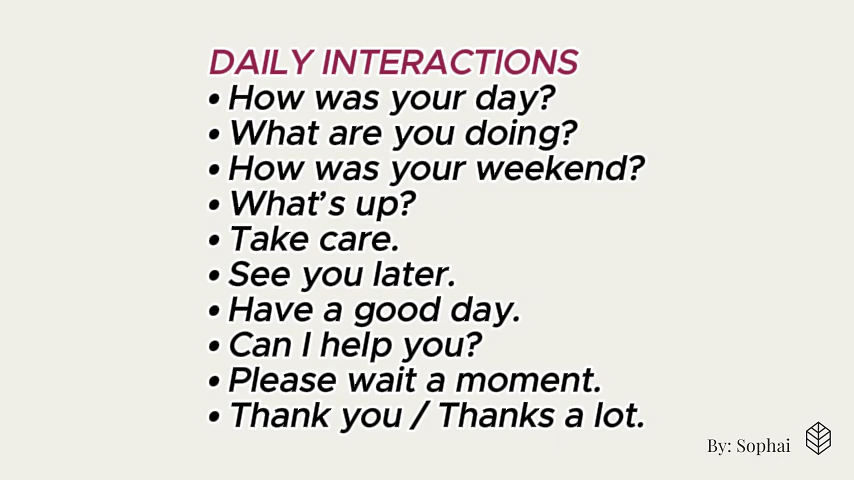 DAILY INTERACTIONS
• How was your day?
• What are you doing?
• How was your weekend?
• What’s up?
• Take care.
• See you later.
• Have a good day.
• Can I help you?
• Please wait a moment.
• Thank you / Thanks a lot.
By: Sophai